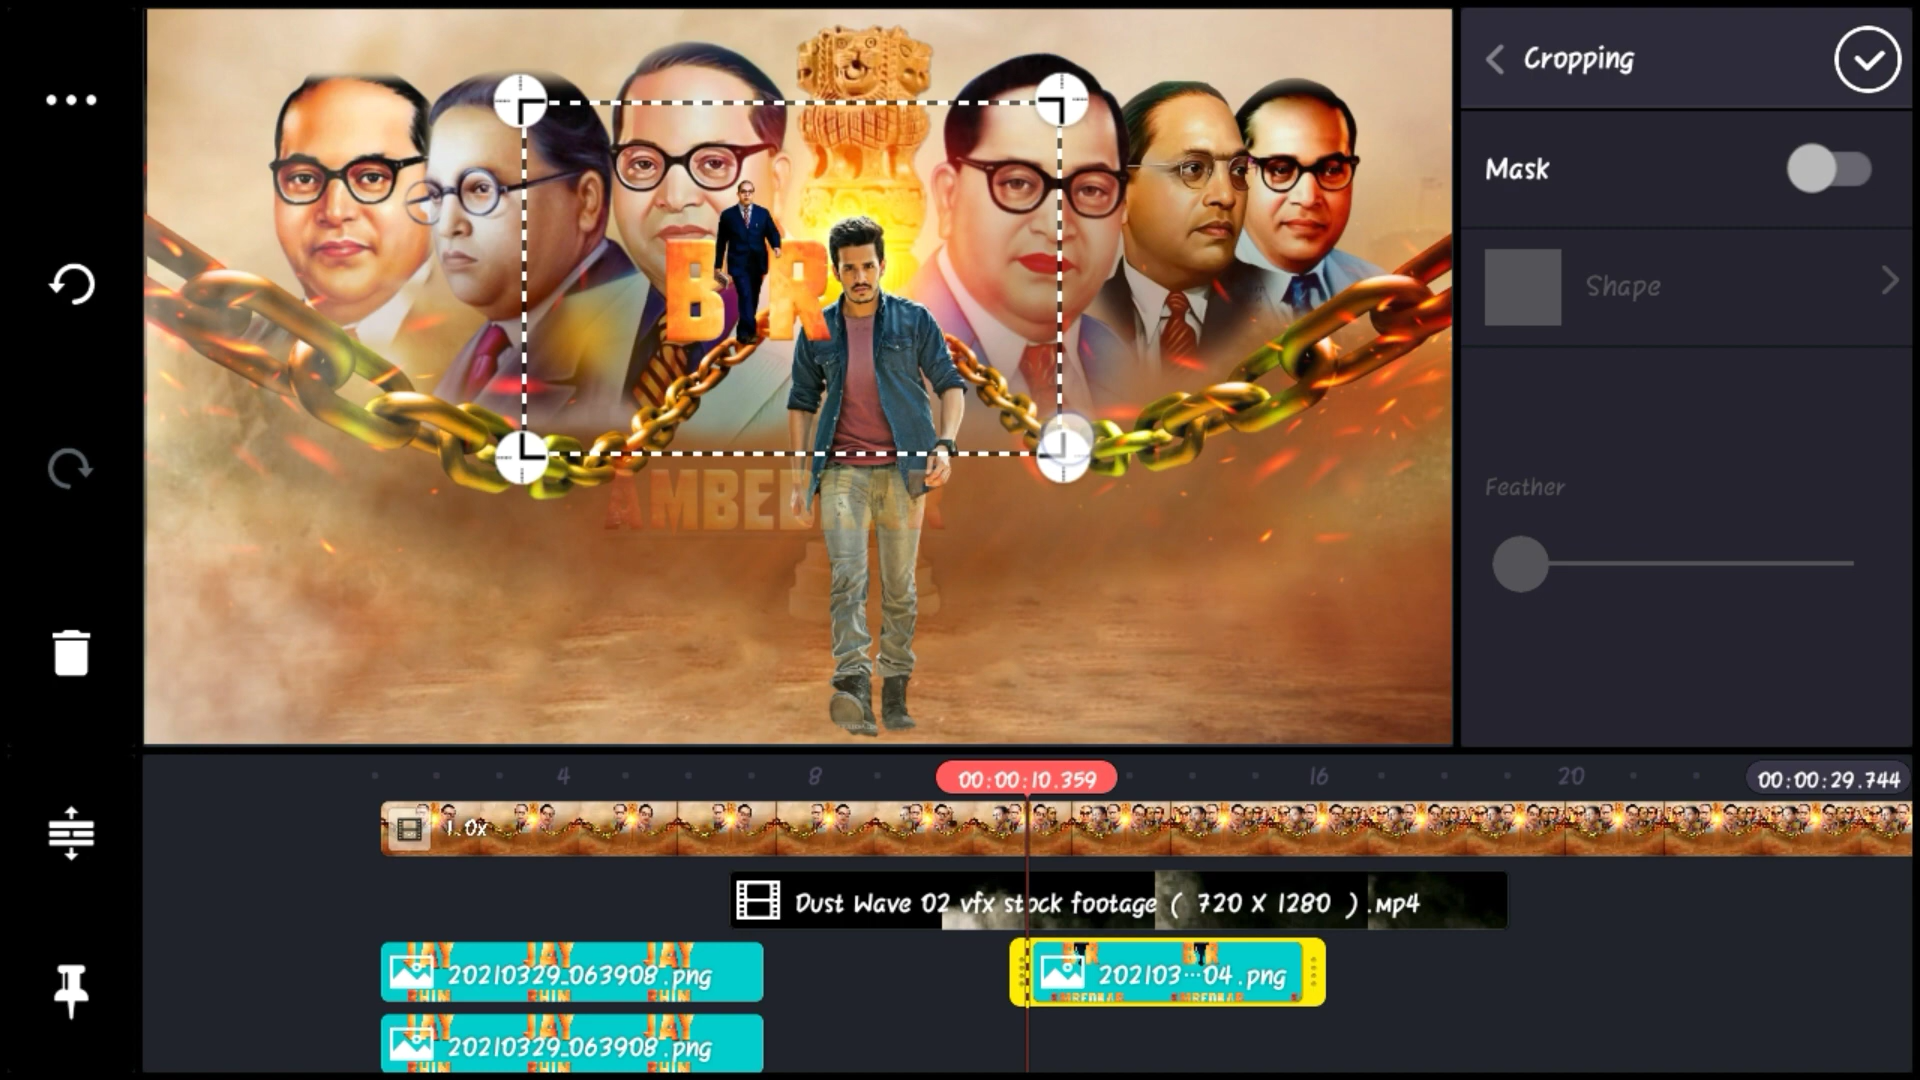 Cropping
Mask
Shape
B R
AMBEDKAR
Feather
4
8
00:00:10.359
16
20
00:00:29.744
1.0x
Dust Wave 02 vfx stock footage ( 720 X 1280 ).mp4
20210329_063908.png
202103...04.png
20210329_063908.png